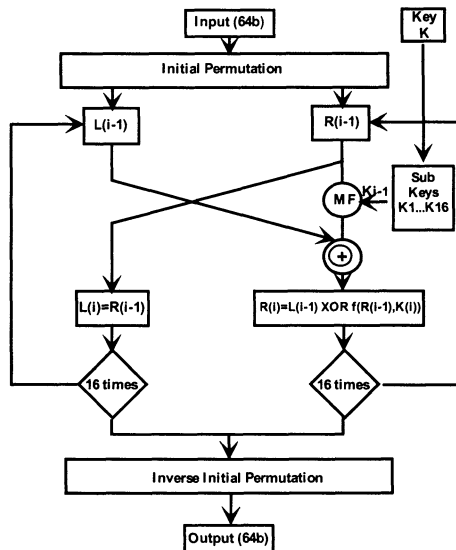 Input (64b)
Key
K
Initial Permutation
L(i-1)
R(i-1)
MF
Ki-1
Sub
Keys
K1...K16
+
L(i)=R(i-1)
R(i)=L(i-1) XOR f(R(i-1),K(i))
16 times
16 times
Inverse Initial Permutation
Output (64b)